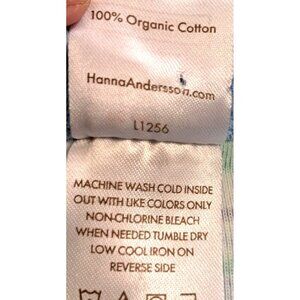 100% Organic Cotton
HannaAndersson.com
L1256
MACHINE WASH COLD INSIDE
OUT WITH LIKE COLORS ONLY
NON-CHLORINE BLEACH
WHEN NEEDED TUMBLE DRY
LOW COOL IRON ON
REVERSE SIDE